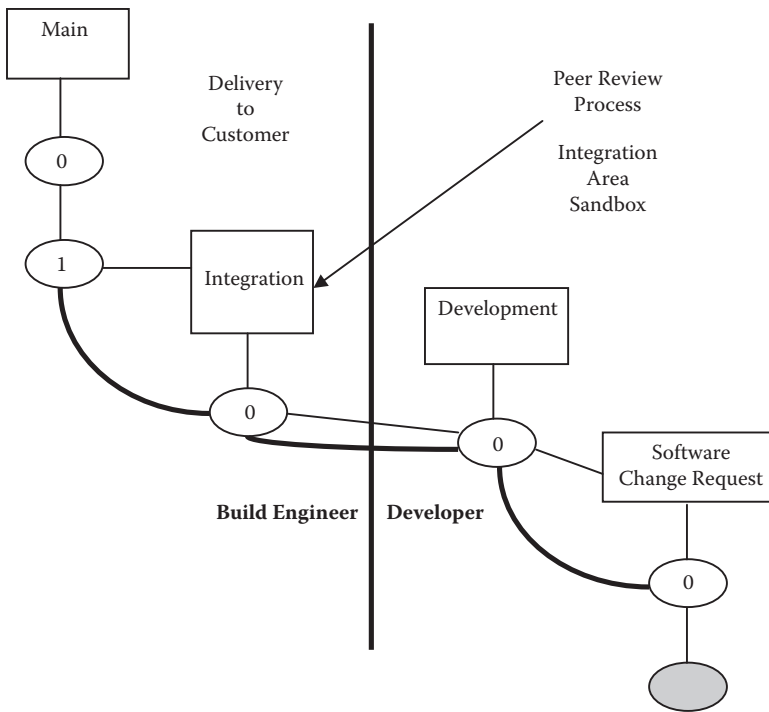 Main
Delivery
to
Customer
Peer Review
Process
Integration
Area
Sandbox
0
1
Integration
Development
0
0
Software
Change Request
Build Engineer
Developer
0